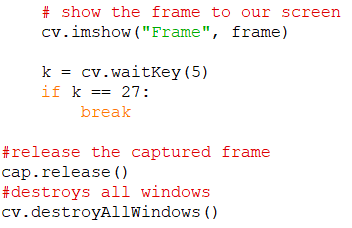 # show the frame to our screen
    cv.imshow("Frame", frame)

    k = cv.waitKey(5)
    if k == 27:
        break

#release the captured frame
cap.release()
#destroys all windows
cv.destroyAllWindows()